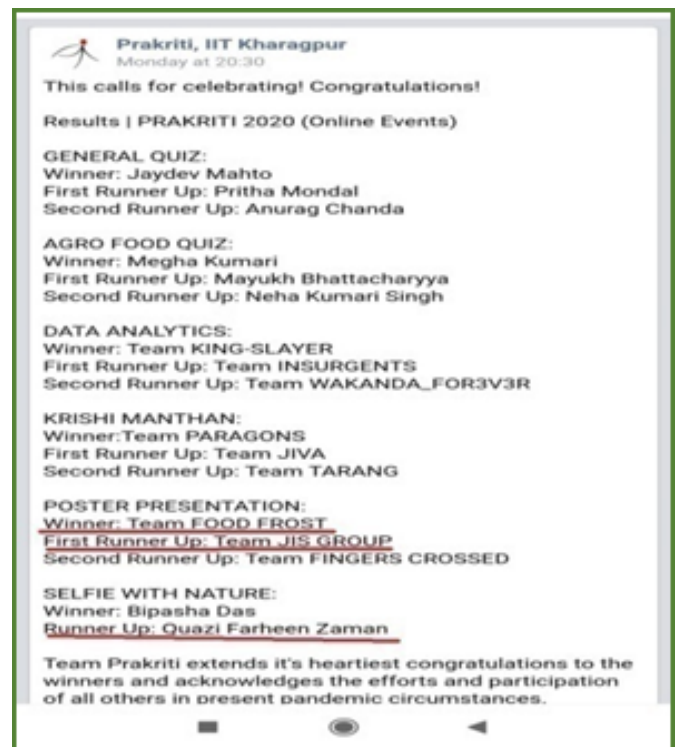 Prakriti, IIT Kharagpur
Monday at 20:30
This calls for celebrating! Congratulations!
Results | PRAKRITI 2020 (Online Events)
GENERAL QUIZ:
Winner: Jaydev Mahto
First Runner Up: Pritha Mondal
Second Runner Up: Anurag Chanda
AGRO FOOD QUIZ:
Winner: Megha Kumari
First Runner Up: Mayukh Bhattacharyya
Second Runner Up: Neha Kumari Singh
DATA ANALYTICS:
Winner: Team KING-SLAYER
First Runner Up: Team INSURGENTS
Second Runner Up: Team WAKANDA_FOR3V3R
KRISHI MANTHAN:
Winner:Team PARAGONS
First Runner Up: Team JIVA
Second Runner Up: Team TARANG
POSTER PRESENTATION:
Winner: Team FOOD FROST
First Runner Up: Team JIS GROUP
Second Runner Up: Team FINGERS CROSSED
SELFIE WITH NATURE:
Winner: Bipasha Das
Runner Up: Quazi Farheen Zaman
Team Prakriti extends it's heartiest congratulations to the
winners and acknowledges the efforts and participation
of all others in present pandemic circumstances.